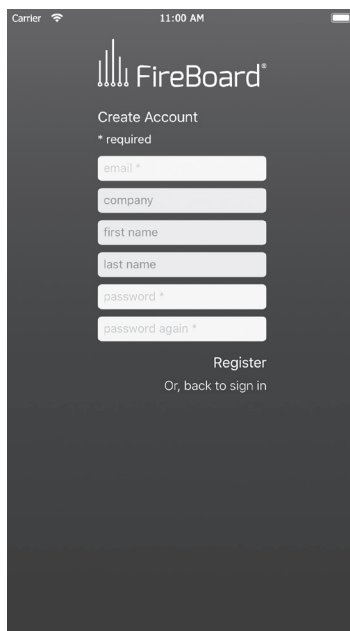 Carrier 11:00 AM
FireBoard®
Create Account
* required
email *
company
first name
last name
password *
password again *
Register
Or, back to sign in